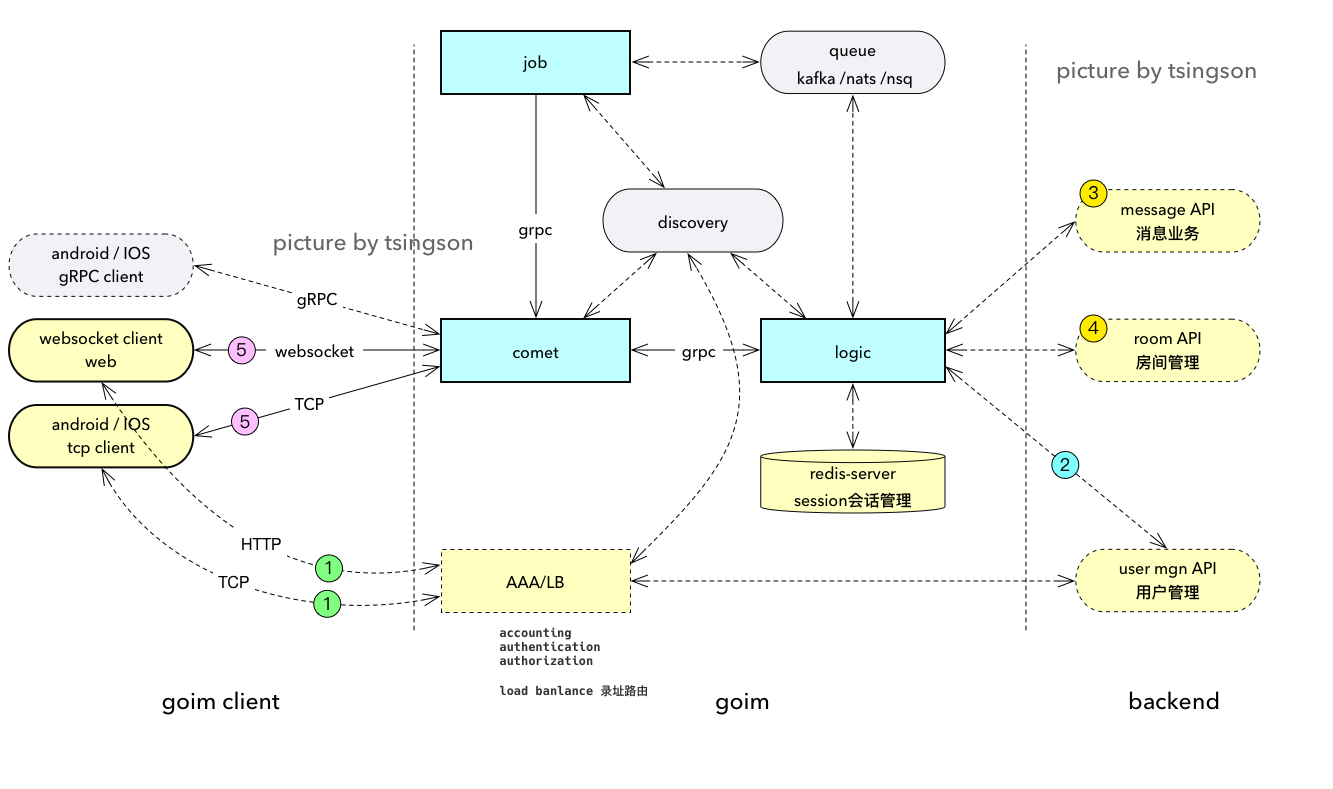 job
queue
kafka /nats /nsq
picture by tsingson
discovery
grpc
picture by tsingson
android / IOS
gRPC client
gRPC
websocket client
web
5
websocket
comet
grpc
logic
android / IOS
tcp client
5
TCP
3
message API
消息业务
4
room API
房间管理
2
redis-server
session会话管理
HTTP
1
TCP
1
AAA/LB
user mgn API
用户管理
accounting
authentication
authorization
load banlance 录址路由
goim client
goim
backend